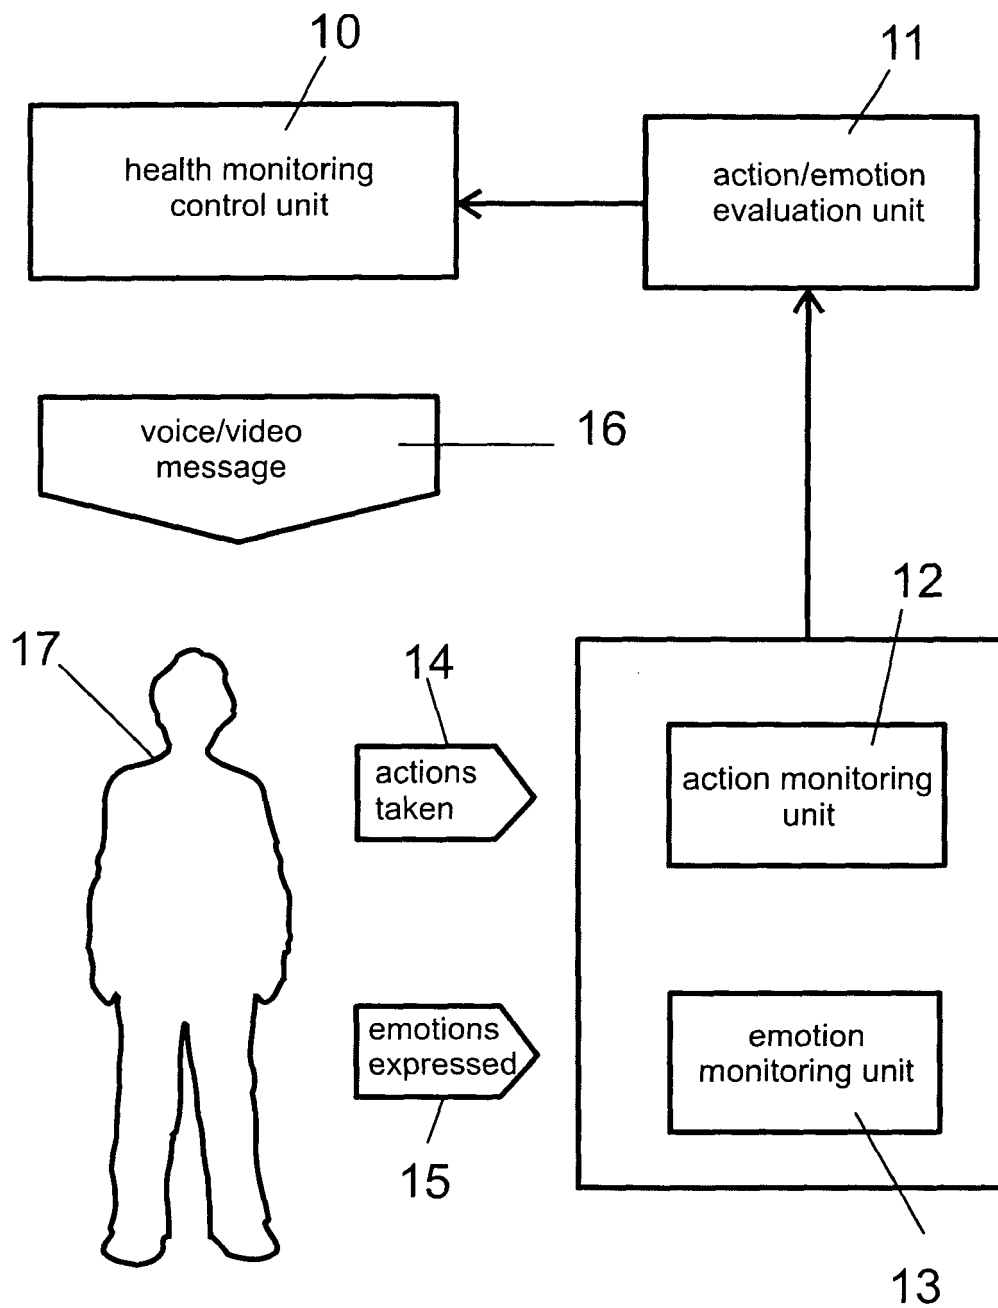 10
11
health monitoring
control unit
action/emotion
evaluation unit
voice/video
message
16
12
17
14
actions
taken
action monitoring
unit
emotions
expressed
emotion
monitoring unit
15
13